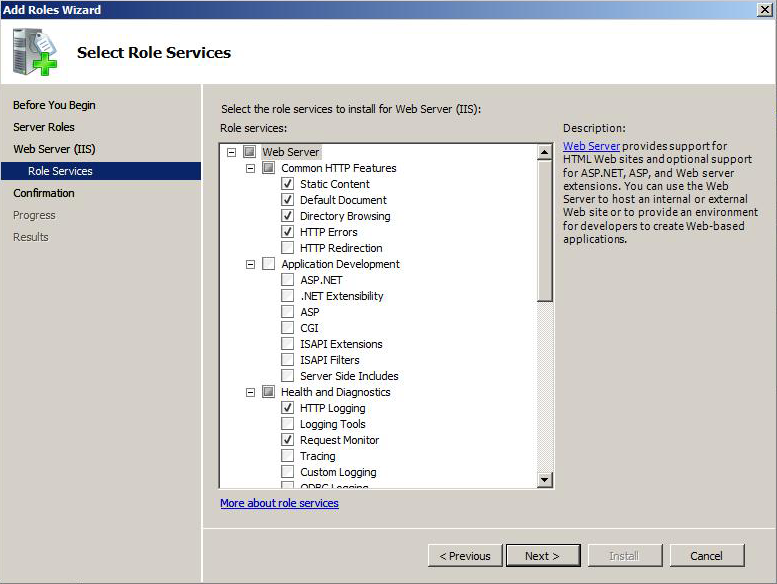 Add Roles Wizard
Select Role Services
Before You Begin
Server Roles
Web Server (IIS)
Role Services
Confirmation
Progress
Results
Select the role services to install for Web Server (IIS):
Role services:
Web Server
Common HTTP Features
Static Content
Default Document
Directory Browsing
HTTP Errors
HTTP Redirection
Application Development
ASP.NET
.NET Extensibility
ASP
CGI
ISAPI Extensions
ISAPI Filters
Server Side Includes
Health and Diagnostics
HTTP Logging
Logging Tools
Request Monitor
Tracing
Custom Logging
ODBC Logging
More about role services
Description:
Web Server provides support for
HTML Web sites and optional support
for ASP.NET, ASP, and Web server
extensions. You can use the Web
Server to host an internal or external
Web site or to provide an environment
for developers to create Web-based
applications.
< Previous
Next >
Install
Cancel